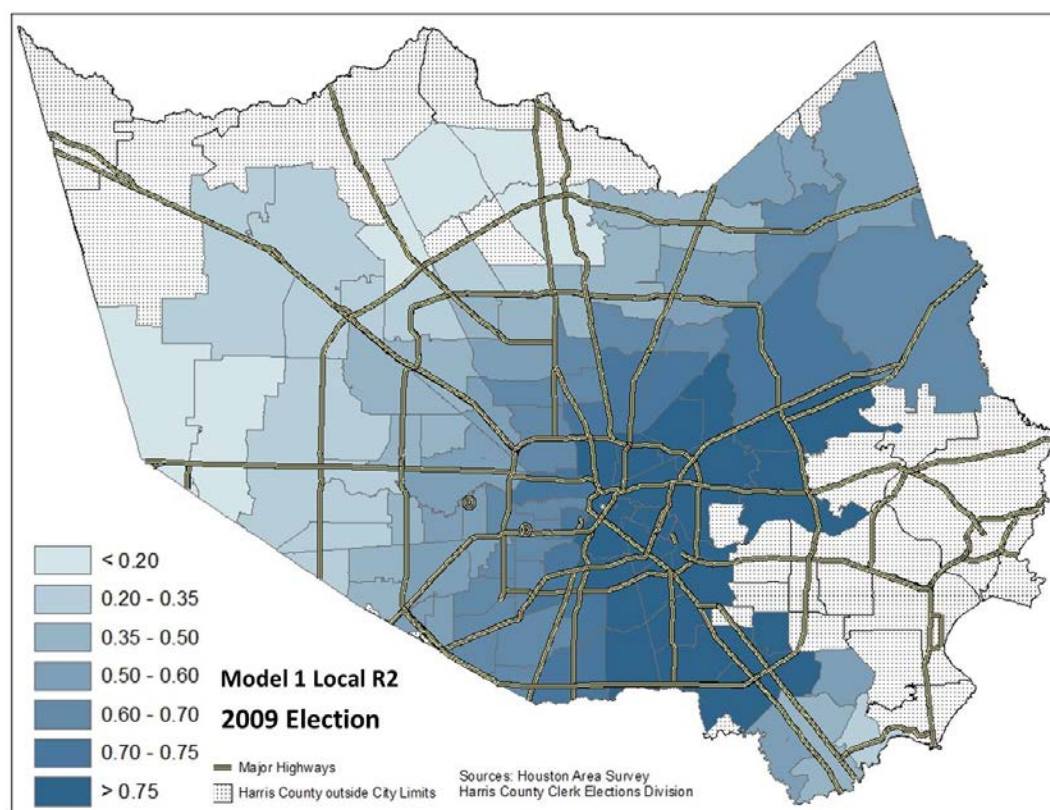 < 0.20
0.20 - 0.35
0.35 - 0.50
0.50 - 0.60
0.60 - 0.70
0.70 - 0.75
> 0.75
Model 1 Local R2
2009 Election
Major Highways
Harris County outside City Limits
Sources: Houston Area Survey
Harris County Clerk Elections Division